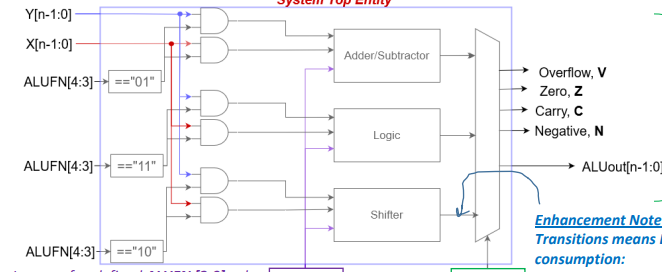 System Top Entity
Y[n-1:0]
X[n-1:0]
ALUFN[4:3]
=="01"
Adder/Subtractor
Overflow, V
Zero, Z
Carry, C
Negative, N
Logic
ALUFN[4:3]
=="11"
ALUout[n-1:0]
Shifter
Enhancement Note
Transitions means
consumption:
ALUFN[4:3]
=="10"